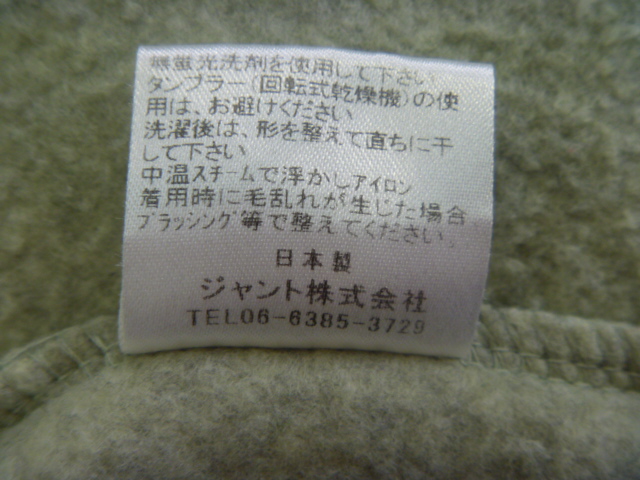 無蛍光洗剤を使用して下さい
タンブラー(回転式乾燥機)の使
用は、お避けください
洗濯後は、形を整えて直ちに干
して下さい
中温スチームで浮かしアイロン
着用時に毛乱れが生じた場合
ブラッシング等で整えてください。
日本製
ジャント株式会社
TEL06-6385-3729